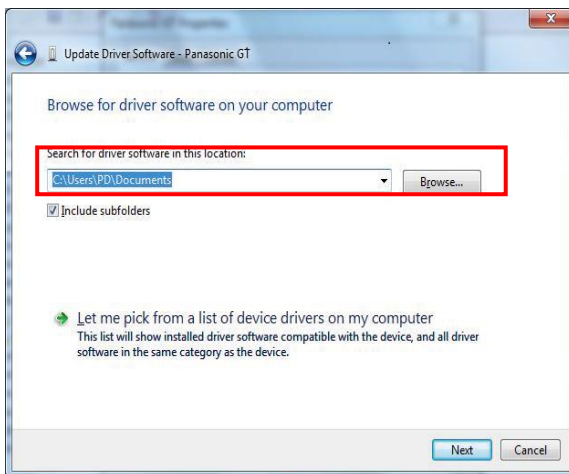 Update Driver Software - Panasonic GT
Browse for driver software on your computer
Search for driver software in this location:
C:\Users\PD\Documents
Browse...
Include subfolders
Let me pick from a list of device drivers on my computer
This list will show installed driver software compatible with the device, and all driver
software in the same category as the device.
Next
Cancel